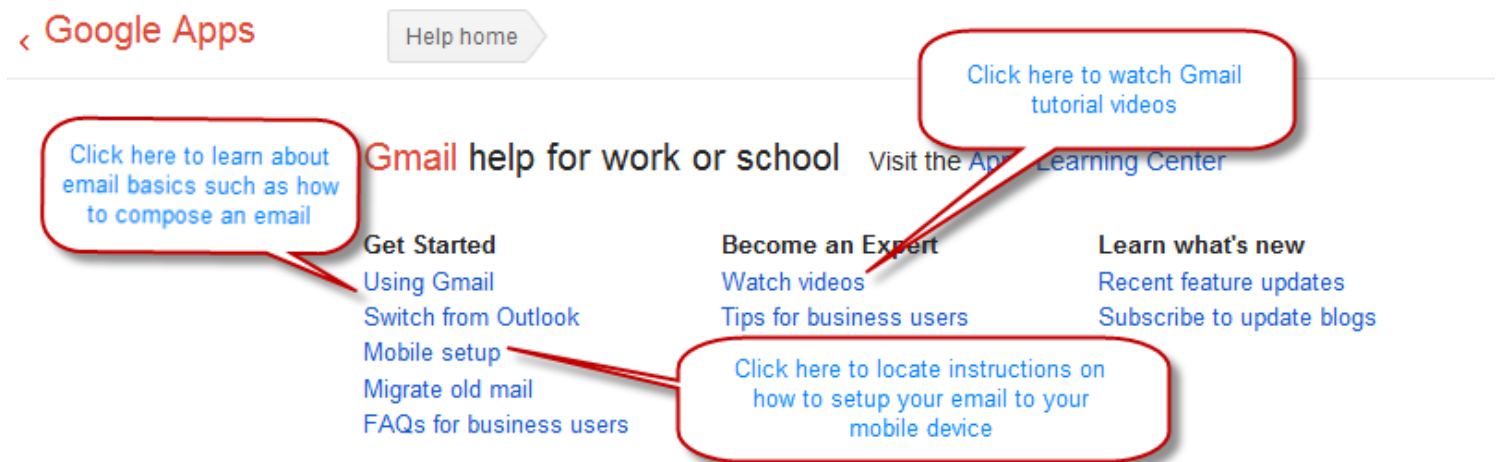 ‹ Google Apps
Help home
Click here to watch Gmail
tutorial videos
Click here to learn about
email basics such as how
to compose an email
Gmail help for work or school Visit the App Learning Center
Get Started
Using Gmail
Switch from Outlook
Mobile setup
Migrate old mail
FAQs for business users
Become an Expert
Watch videos
Tips for business users
Learn what's new
Recent feature updates
Subscribe to update blogs
Click here to locate instructions on
how to setup your email to your
mobile device